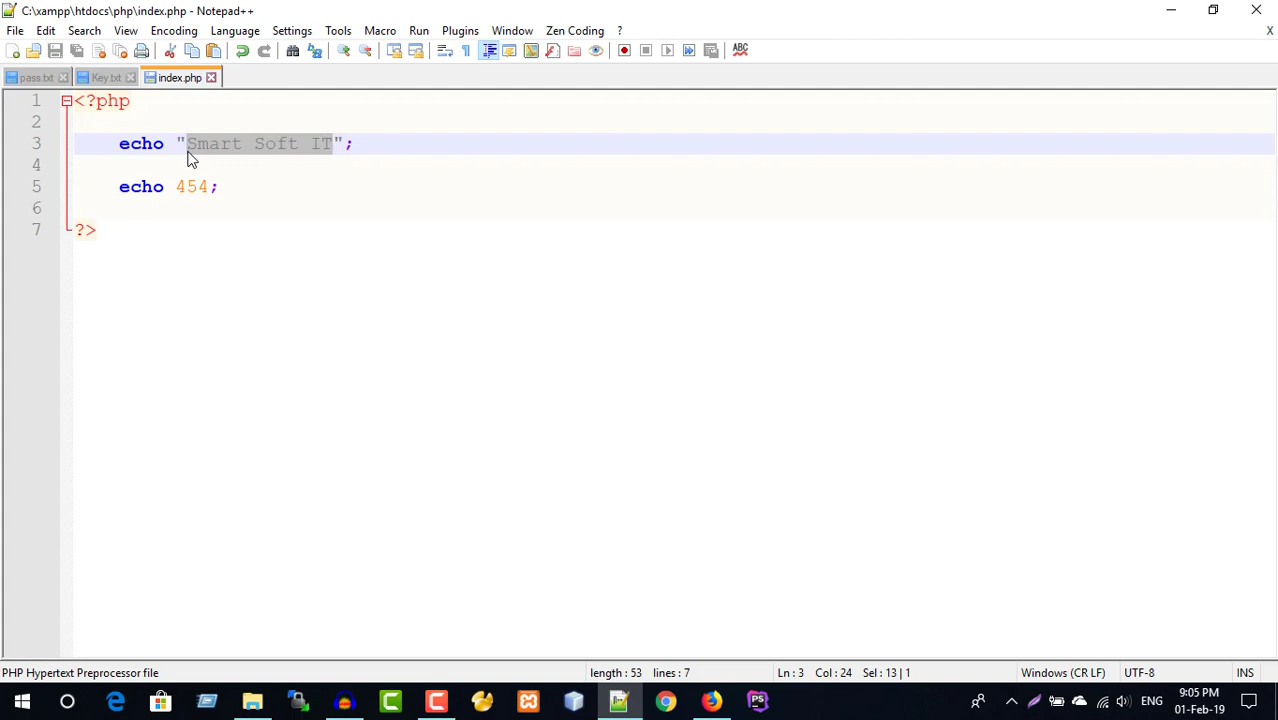 C:\xampp\htdocs\php\index.php - Notepad++
File Edit Search View Encoding Language Settings Tools Macro Run Plugins Window Zen Coding ? X
pass.txt Key.txt index.php
1 <?php
2
3 echo "Smart Soft IT";
4
5 echo 454;
6
7 ?>
PHP Hypertext Preprocessor file length : 53 lines : 7 Ln : 3 Col : 24 Sel : 13 | 1 Windows (CR LF) UTF-8 INS
ABC
PS
ENG
9:05 PM
01-Feb-19